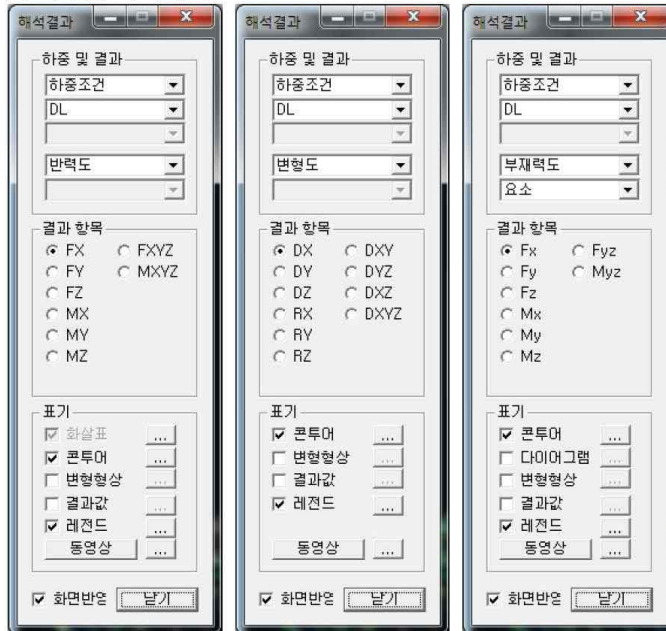 해석결과
하중 및 결과
하중조건
DL
반력도
결과 항목
FX FXYZ
FY MXYZ
FZ
MX
MY
MZ
표기
화살표 ...
콘투어 ...
변형형상 ...
결과값 ...
레전드 ...
동영상 ...
화면반영 닫기
해석결과
하중 및 결과
하중조건
DL
변형도
결과 항목
DX DXY
DY DYZ
DZ DXZ
RX DXYZ
RY
RZ
표기
콘투어 ...
변형형상 ...
결과값 ...
레전드 ...
동영상 ...
화면반영 닫기
해석결과
하중 및 결과
하중조건
DL
부재력도
요소
결과 항목
Fx Fyz
Fy Myz
Fz
Mx
My
Mz
표기
콘투어 ...
다이어그램 ...
변형형상 ...
결과값 ...
레전드 ...
동영상 ...
화면반영 닫기